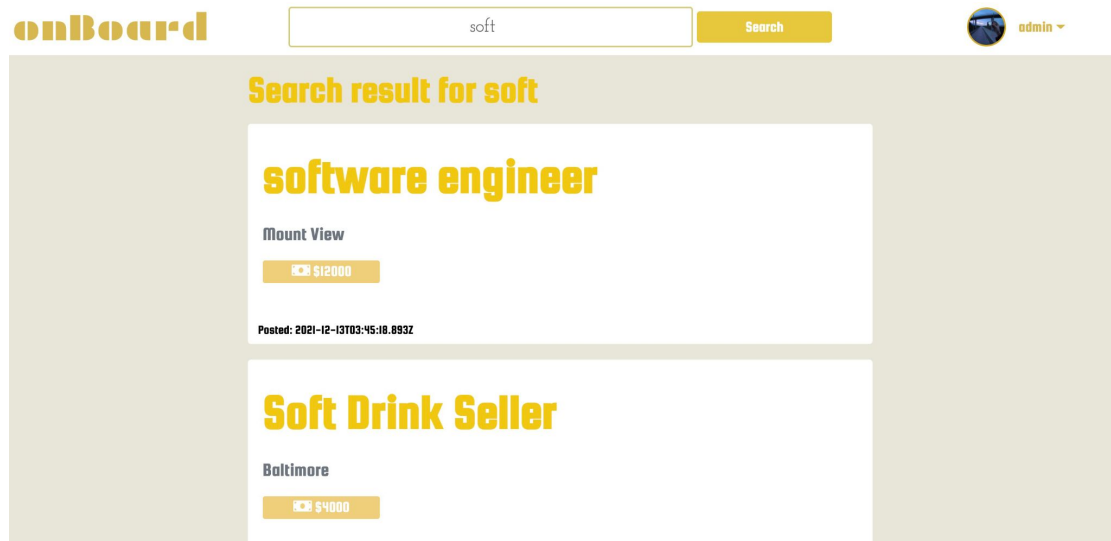 onBoard
soft
Search
admin
Search result for soft
software engineer
Mount View
$12000
Posted: 2021-12-13T03:45:18.893Z
Soft Drink Seller
Baltimore
$4000